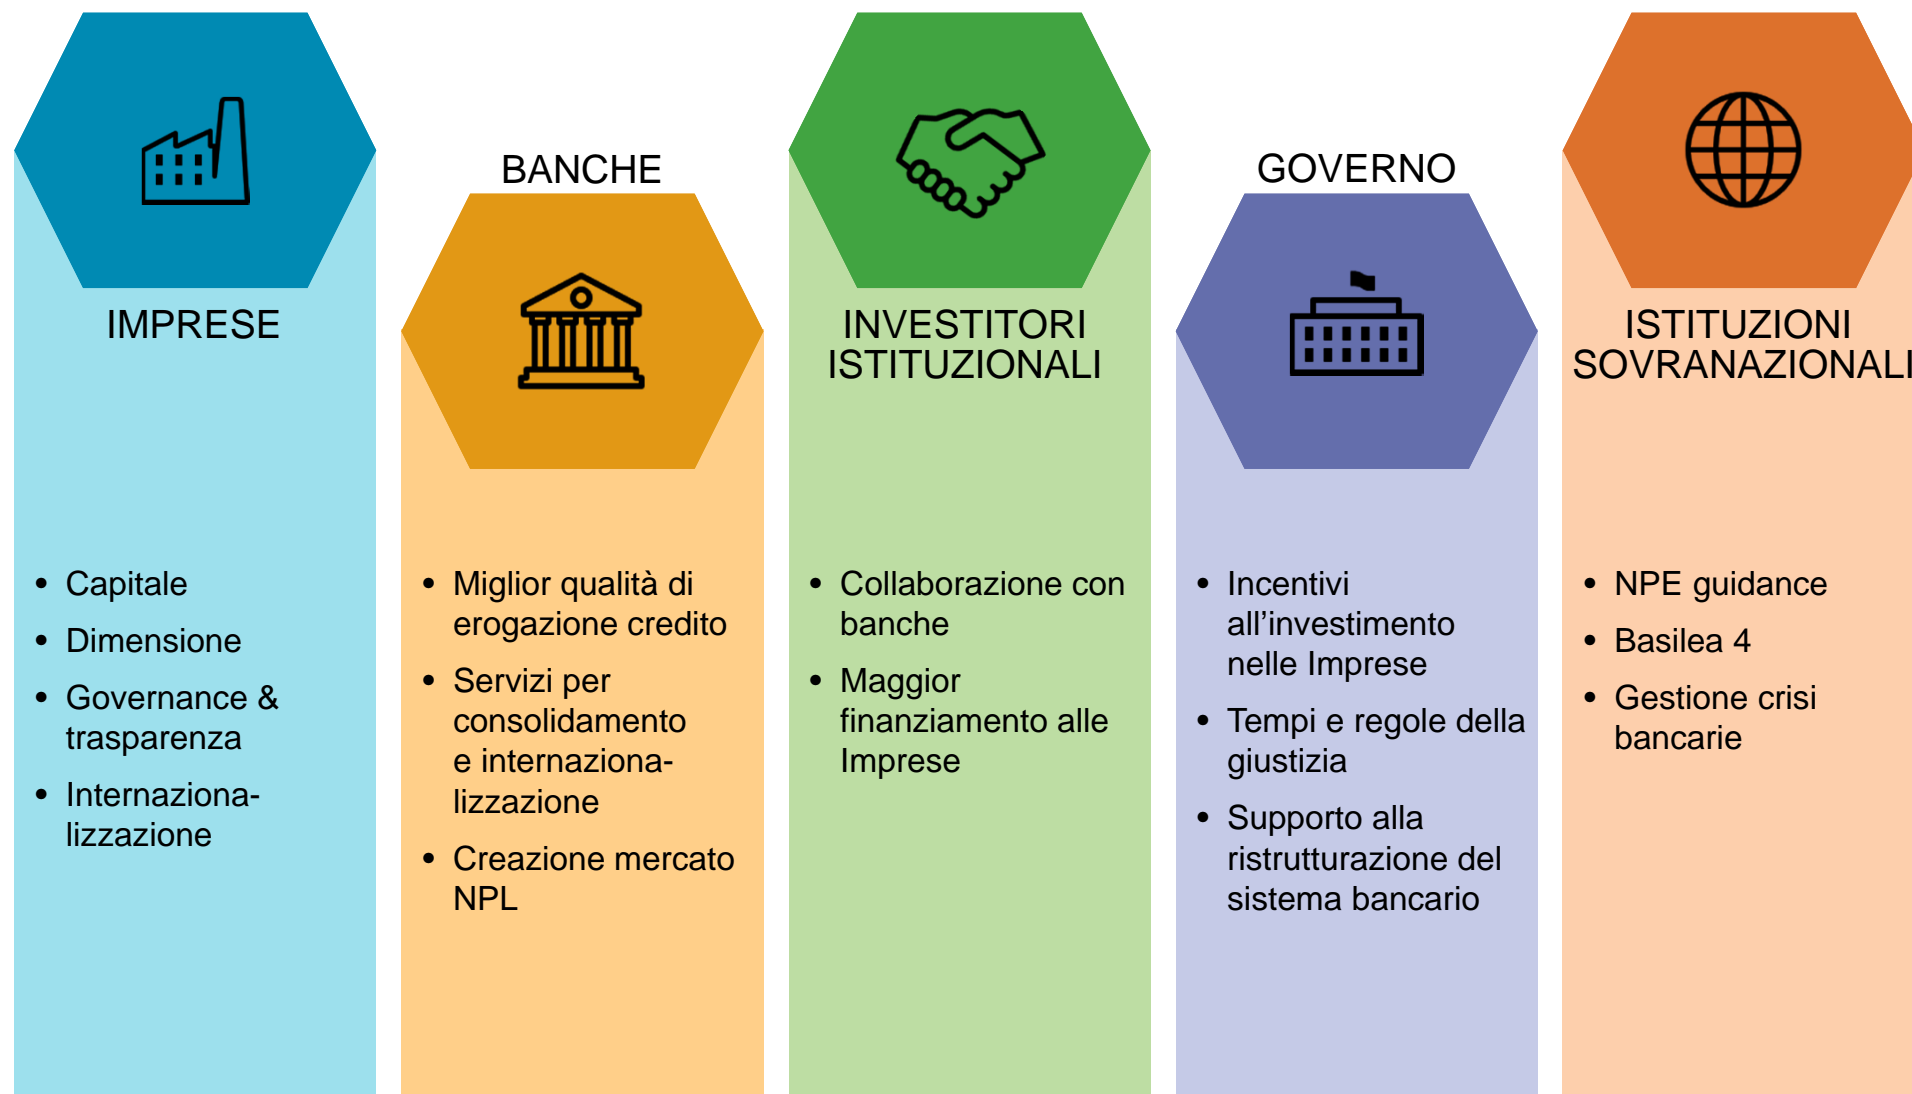 IMPRESE
• Capitale
• Dimensione
• Governance &
trasparenza
• Internaziona-
lizzazione
BANCHE
• Miglior qualità di
erogazione credito
• Servizi per
consolidamento
e internaziona-
lizzazione
• Creazione mercato
NPL
INVESTITORI
ISTITUZIONALI
• Collaborazione con
banche
• Maggior
finanziamento alle
Imprese
GOVERNO
• Incentivi
all’investimento
nelle Imprese
• Tempi e regole della
giustizia
• Supporto alla
ristrutturazione del
sistema bancario
ISTITUZIONI
SOVRANAZIONALI
• NPE guidance
• Basilea 4
• Gestione crisi
bancarie